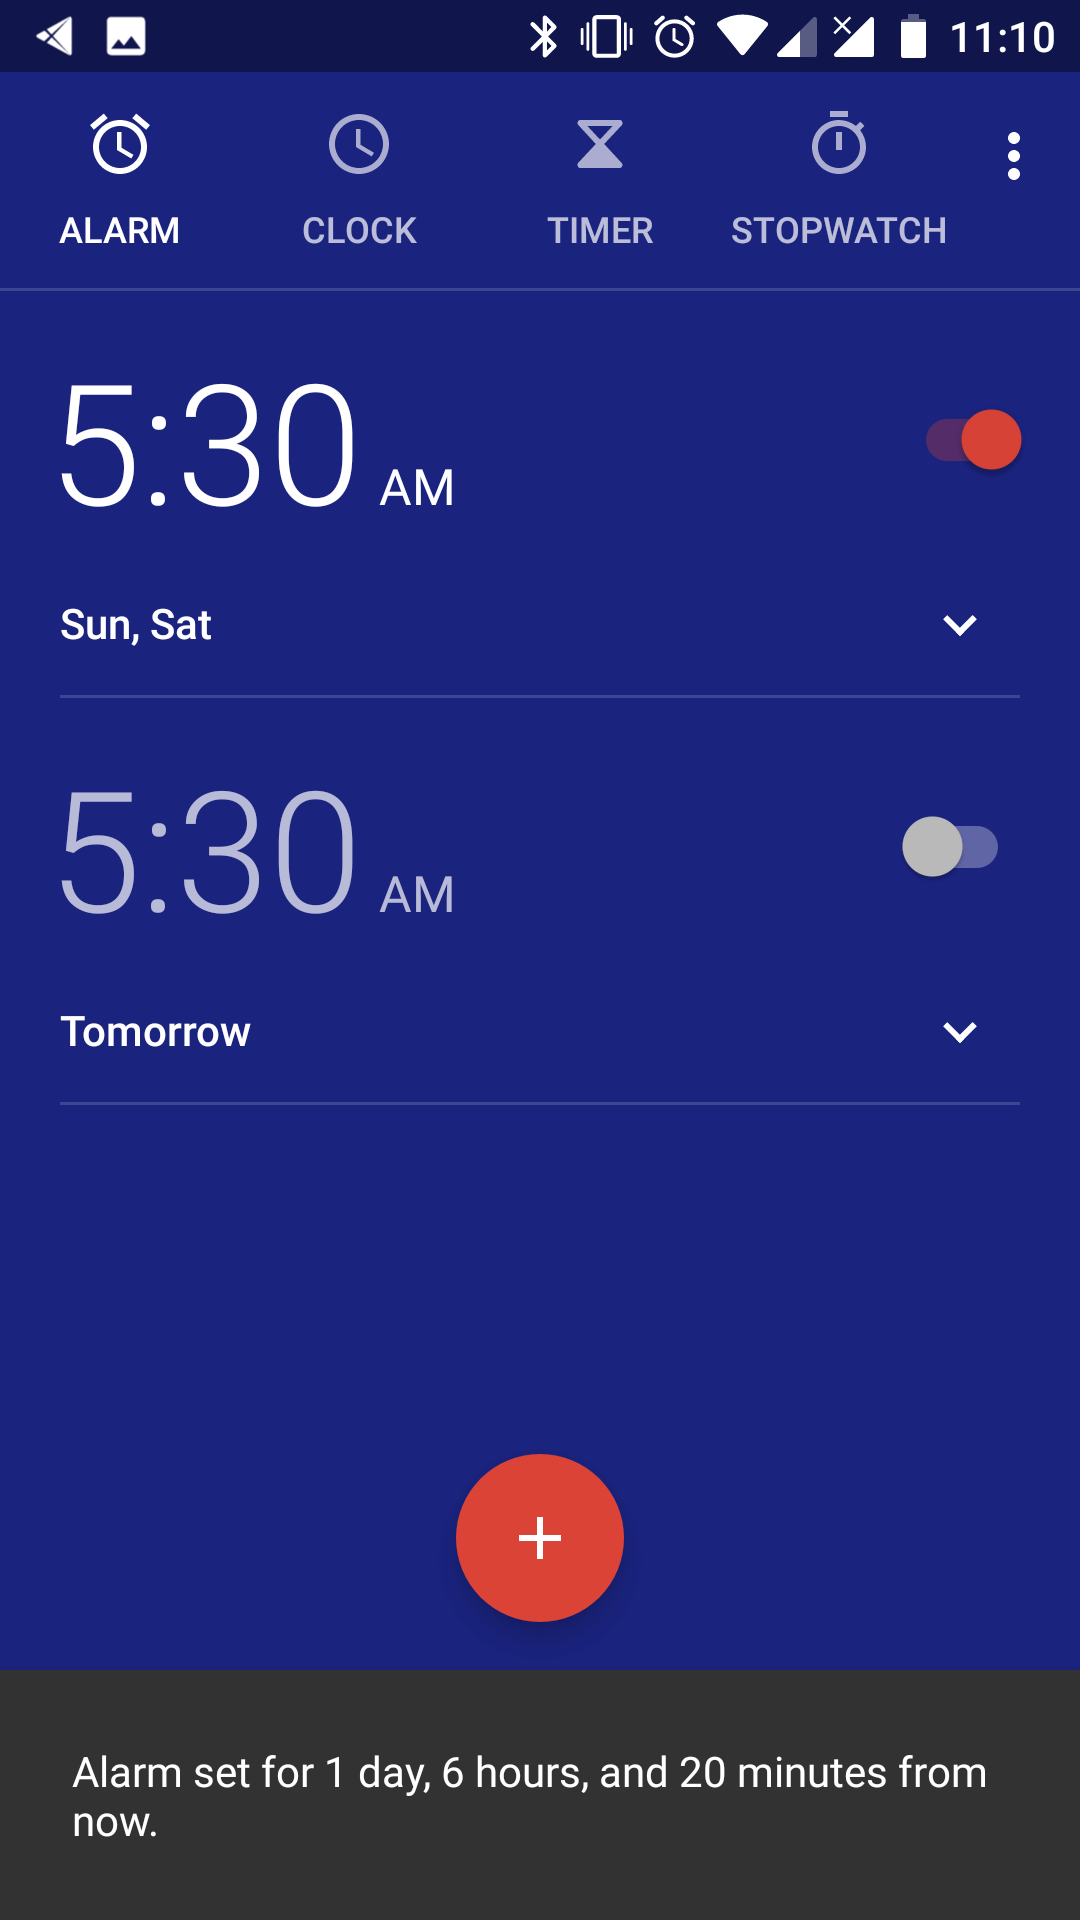 11:10
ALARM CLOCK TIMER STOPWATCH
5:30 AM
Sun, Sat
5:30 AM
Tomorrow
Alarm set for 1 day, 6 hours, and 20 minutes from
now.